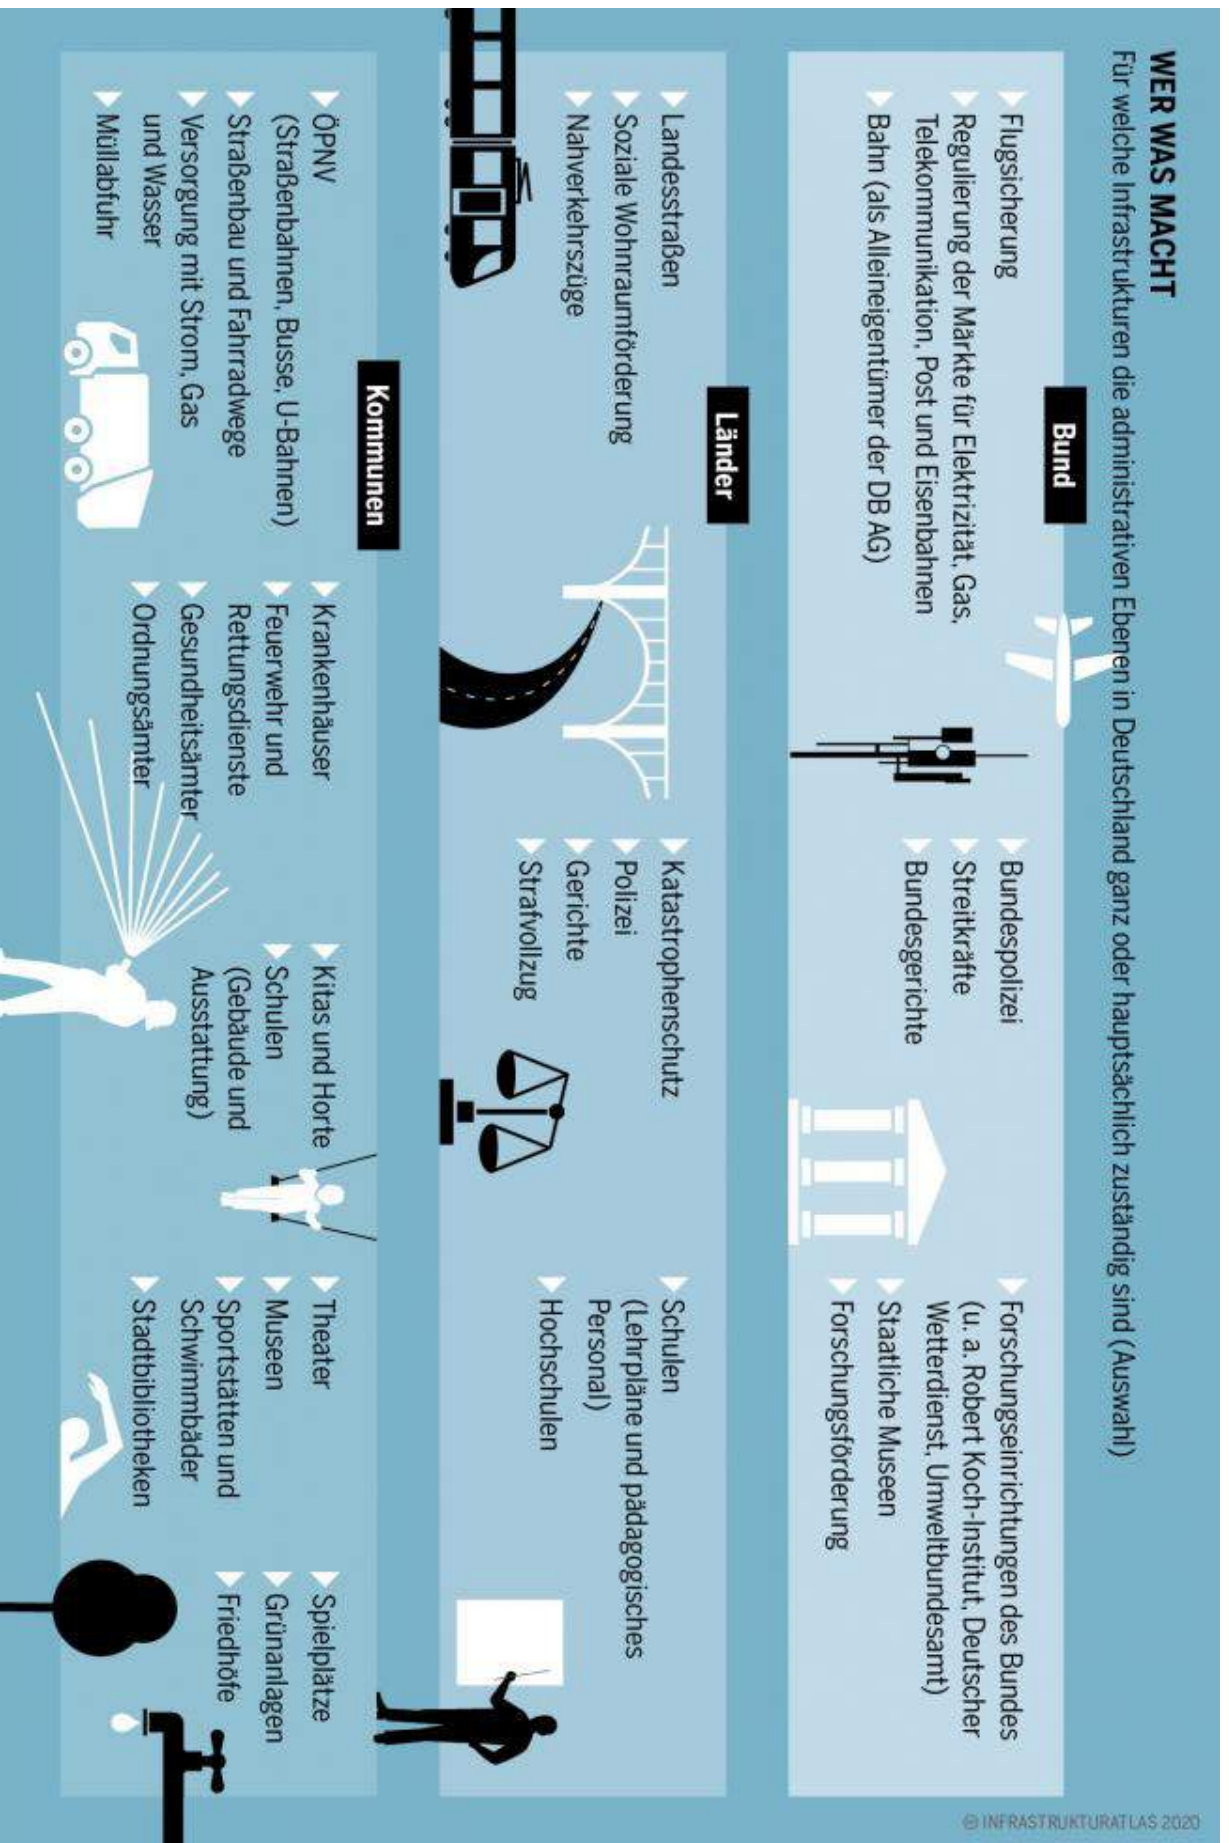 WER WAS MACHT
Für welche Infrastrukturen die administrativen Ebenen in Deutschland ganz oder hauptsächlich zuständig sind (Auswahl)
Bund
Flugsicherung
Regulierung der Märkte für Elektrizität, Gas,
Telekommunikation, Post und Eisenbahnen
Bahn (als Alleineigentümer der DB AG)
Bundespolizei
Streitkräfte
Bundesgerichte
Forschungseinrichtungen des Bundes
(u. a. Robert Koch-Institut, Deutscher
Wetterdienst, Umweltbundesamt)
Staatliche Museen
Forschungsförderung
Länder
Landesstraßen
Soziale Wohnraumförderung
Nahverkehrszüge
Katastrophenschutz
Polizei
Gerichte
Strafvollzug
Schulen
(Lehrpläne und pädagogisches
Personal)
Hochschulen
Kommunen
ÖPNV
(Straßenbahnen, Busse, U-Bahnen)
Straßenbau und Fahrradwege
Versorgung mit Strom, Gas
und Wasser
Müllabfuhr
Krankenhäuser
Feuerwehr und
Rettungsdienste
Gesundheitsämter
Ordnungsämter
Kitas und Horte
Schulen
(Gebäude und
Ausstattung)
Theater
Museen
Sportstätten und
Schwimmbäder
Stadtbibliotheken
Spielplätze
Grünanlagen
Friedhöfe
INFRASTRUKTURATLAS 2020